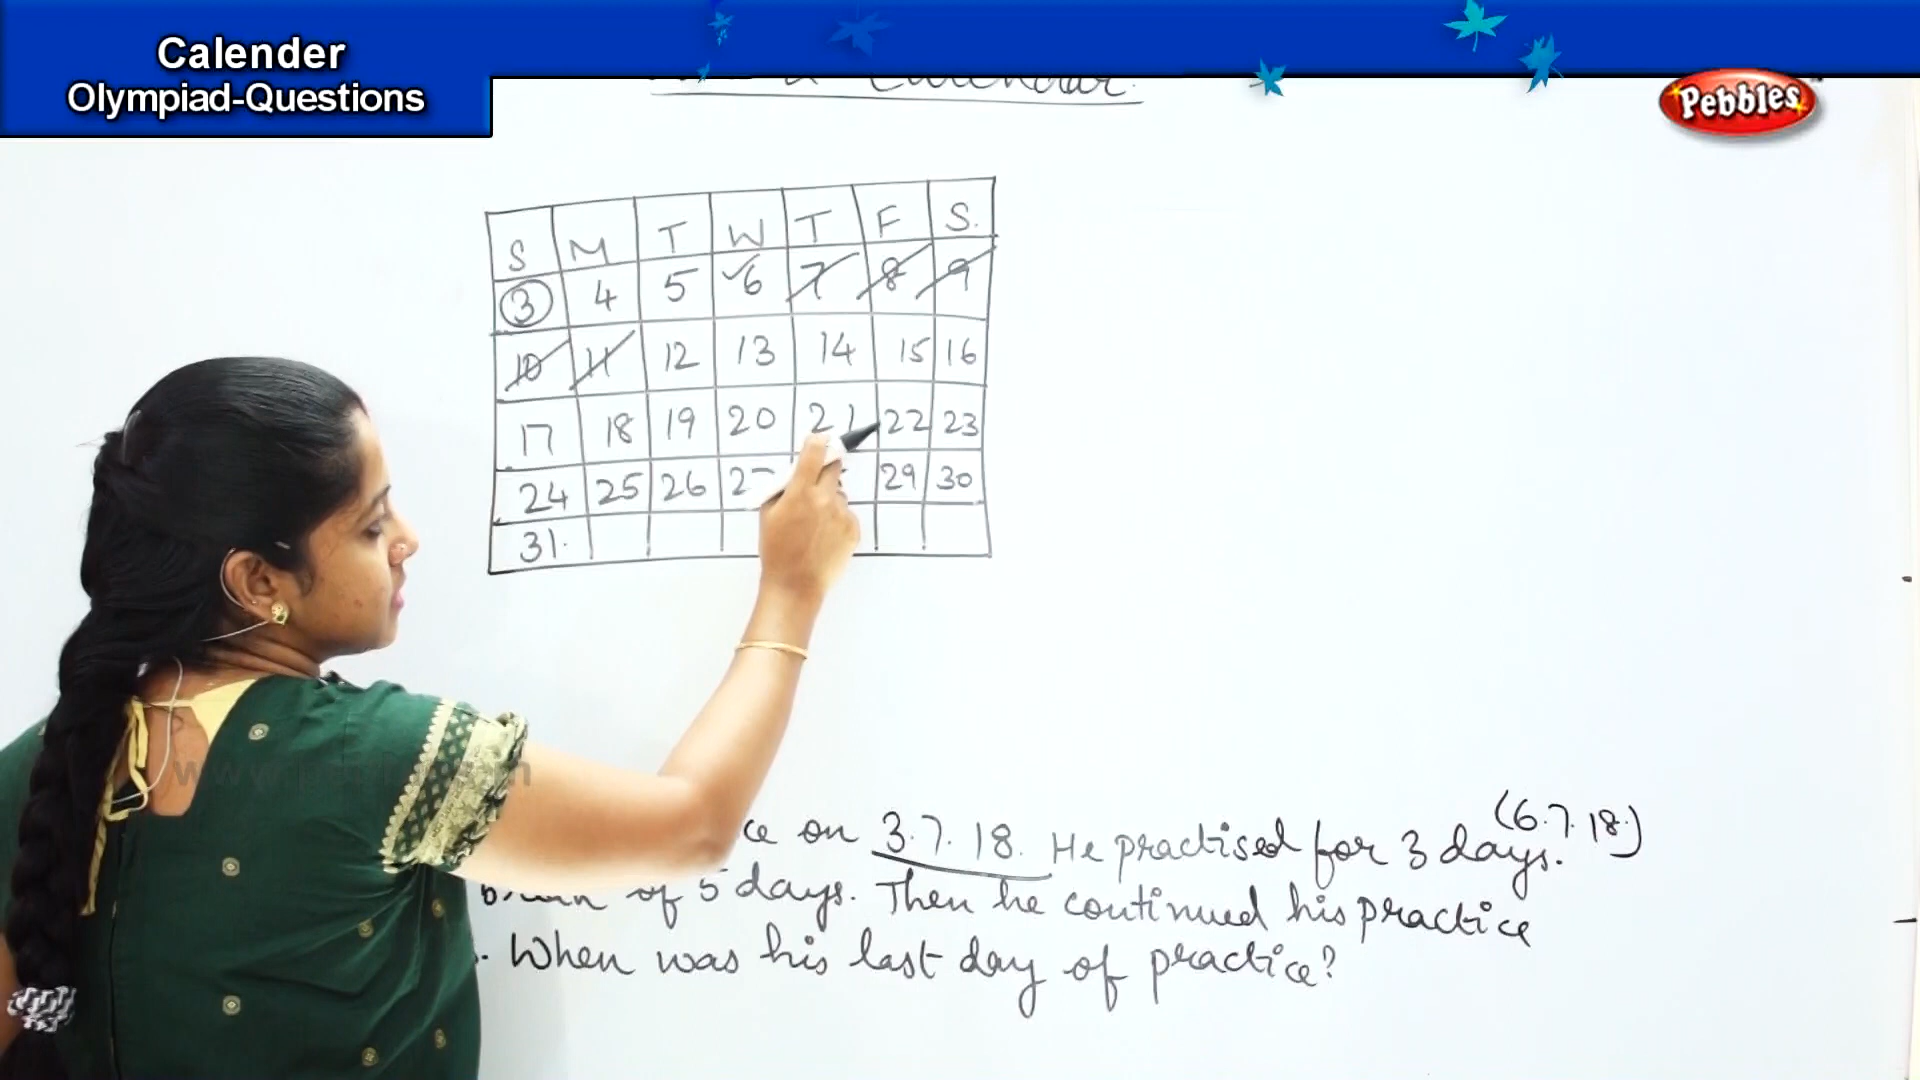 Calender
Olympiad-Questions
Calendar.
Pebbles
S M T W T F S.
3 4 5 6 7 8 9
10 11 12 13 14 15 16
17 18 19 20 21 22 23
24 25 26 27 29 30
31.
(6.7.18.)
ce on 3.7.18. He practised for 3 days.
of 5 days. Then he continued his practice
. When was his last day of practice?